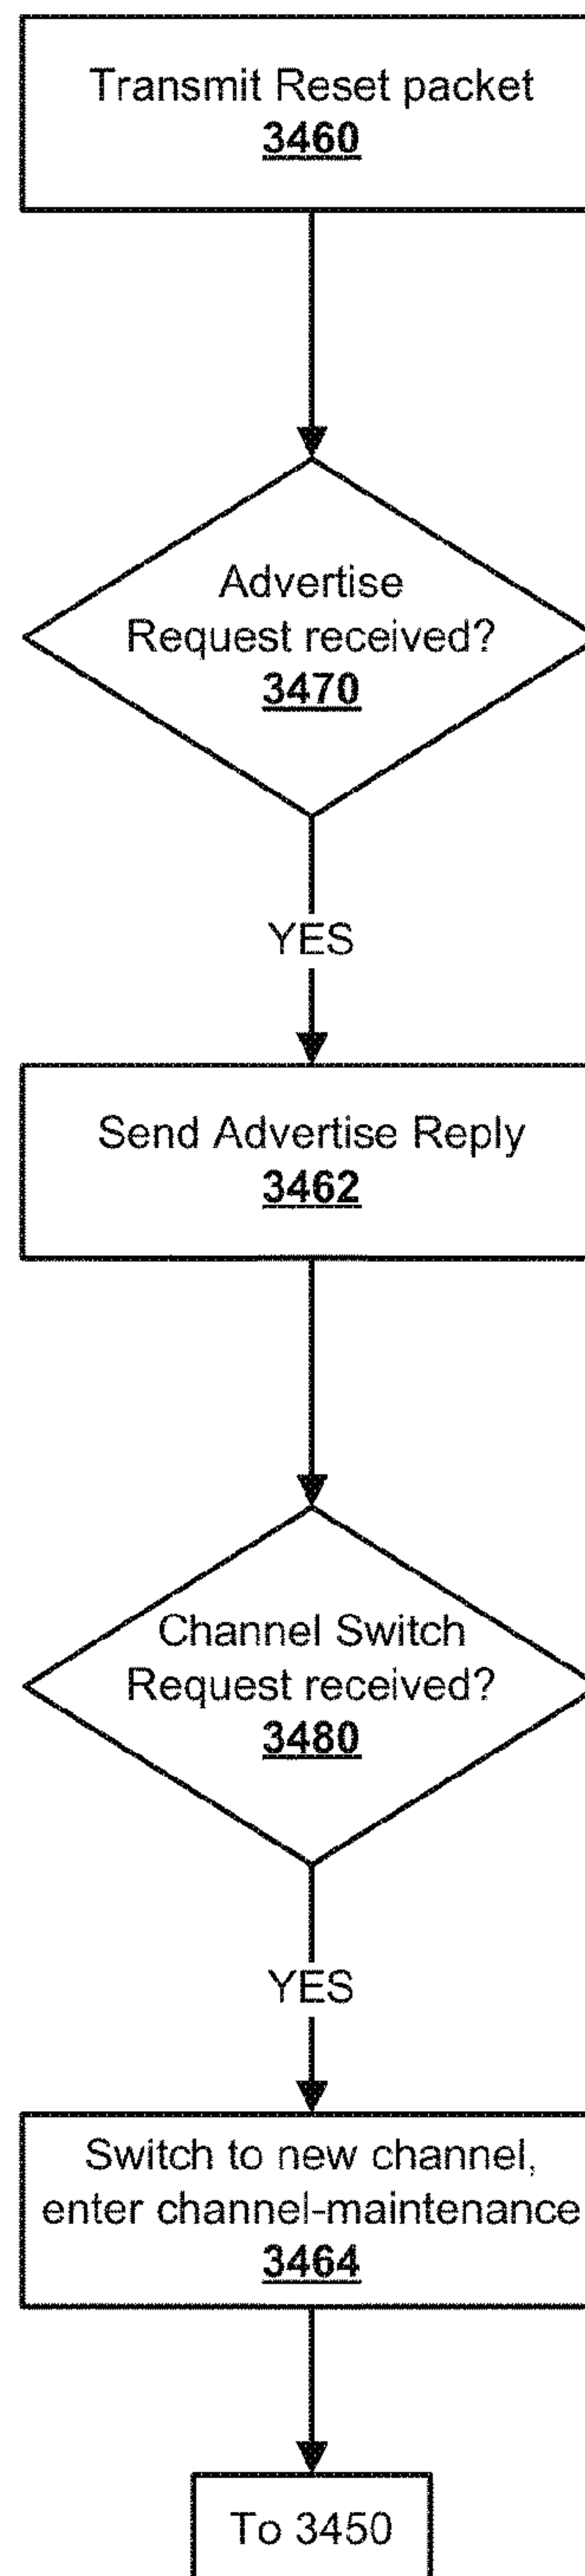 Transmit Reset packet
3460
Advertise
Request received?
3470
YES
Send Advertise Reply
3462
Channel Switch
Request received?
3480
YES
Switch to new channel,
enter channel-maintenance
3464
To 3450